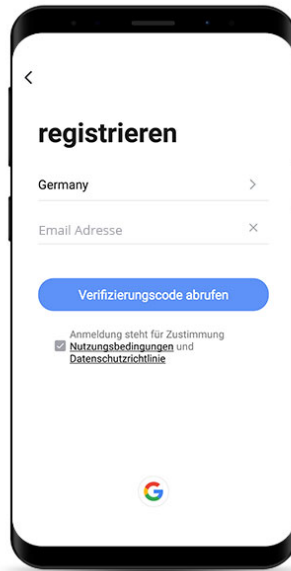 registrieren
Germany
Email Adresse
Verifizierungscode abrufen
Anmeldung steht für Zustimmung
Nutzungsbedingungen und
Datenschutzrichtlinie